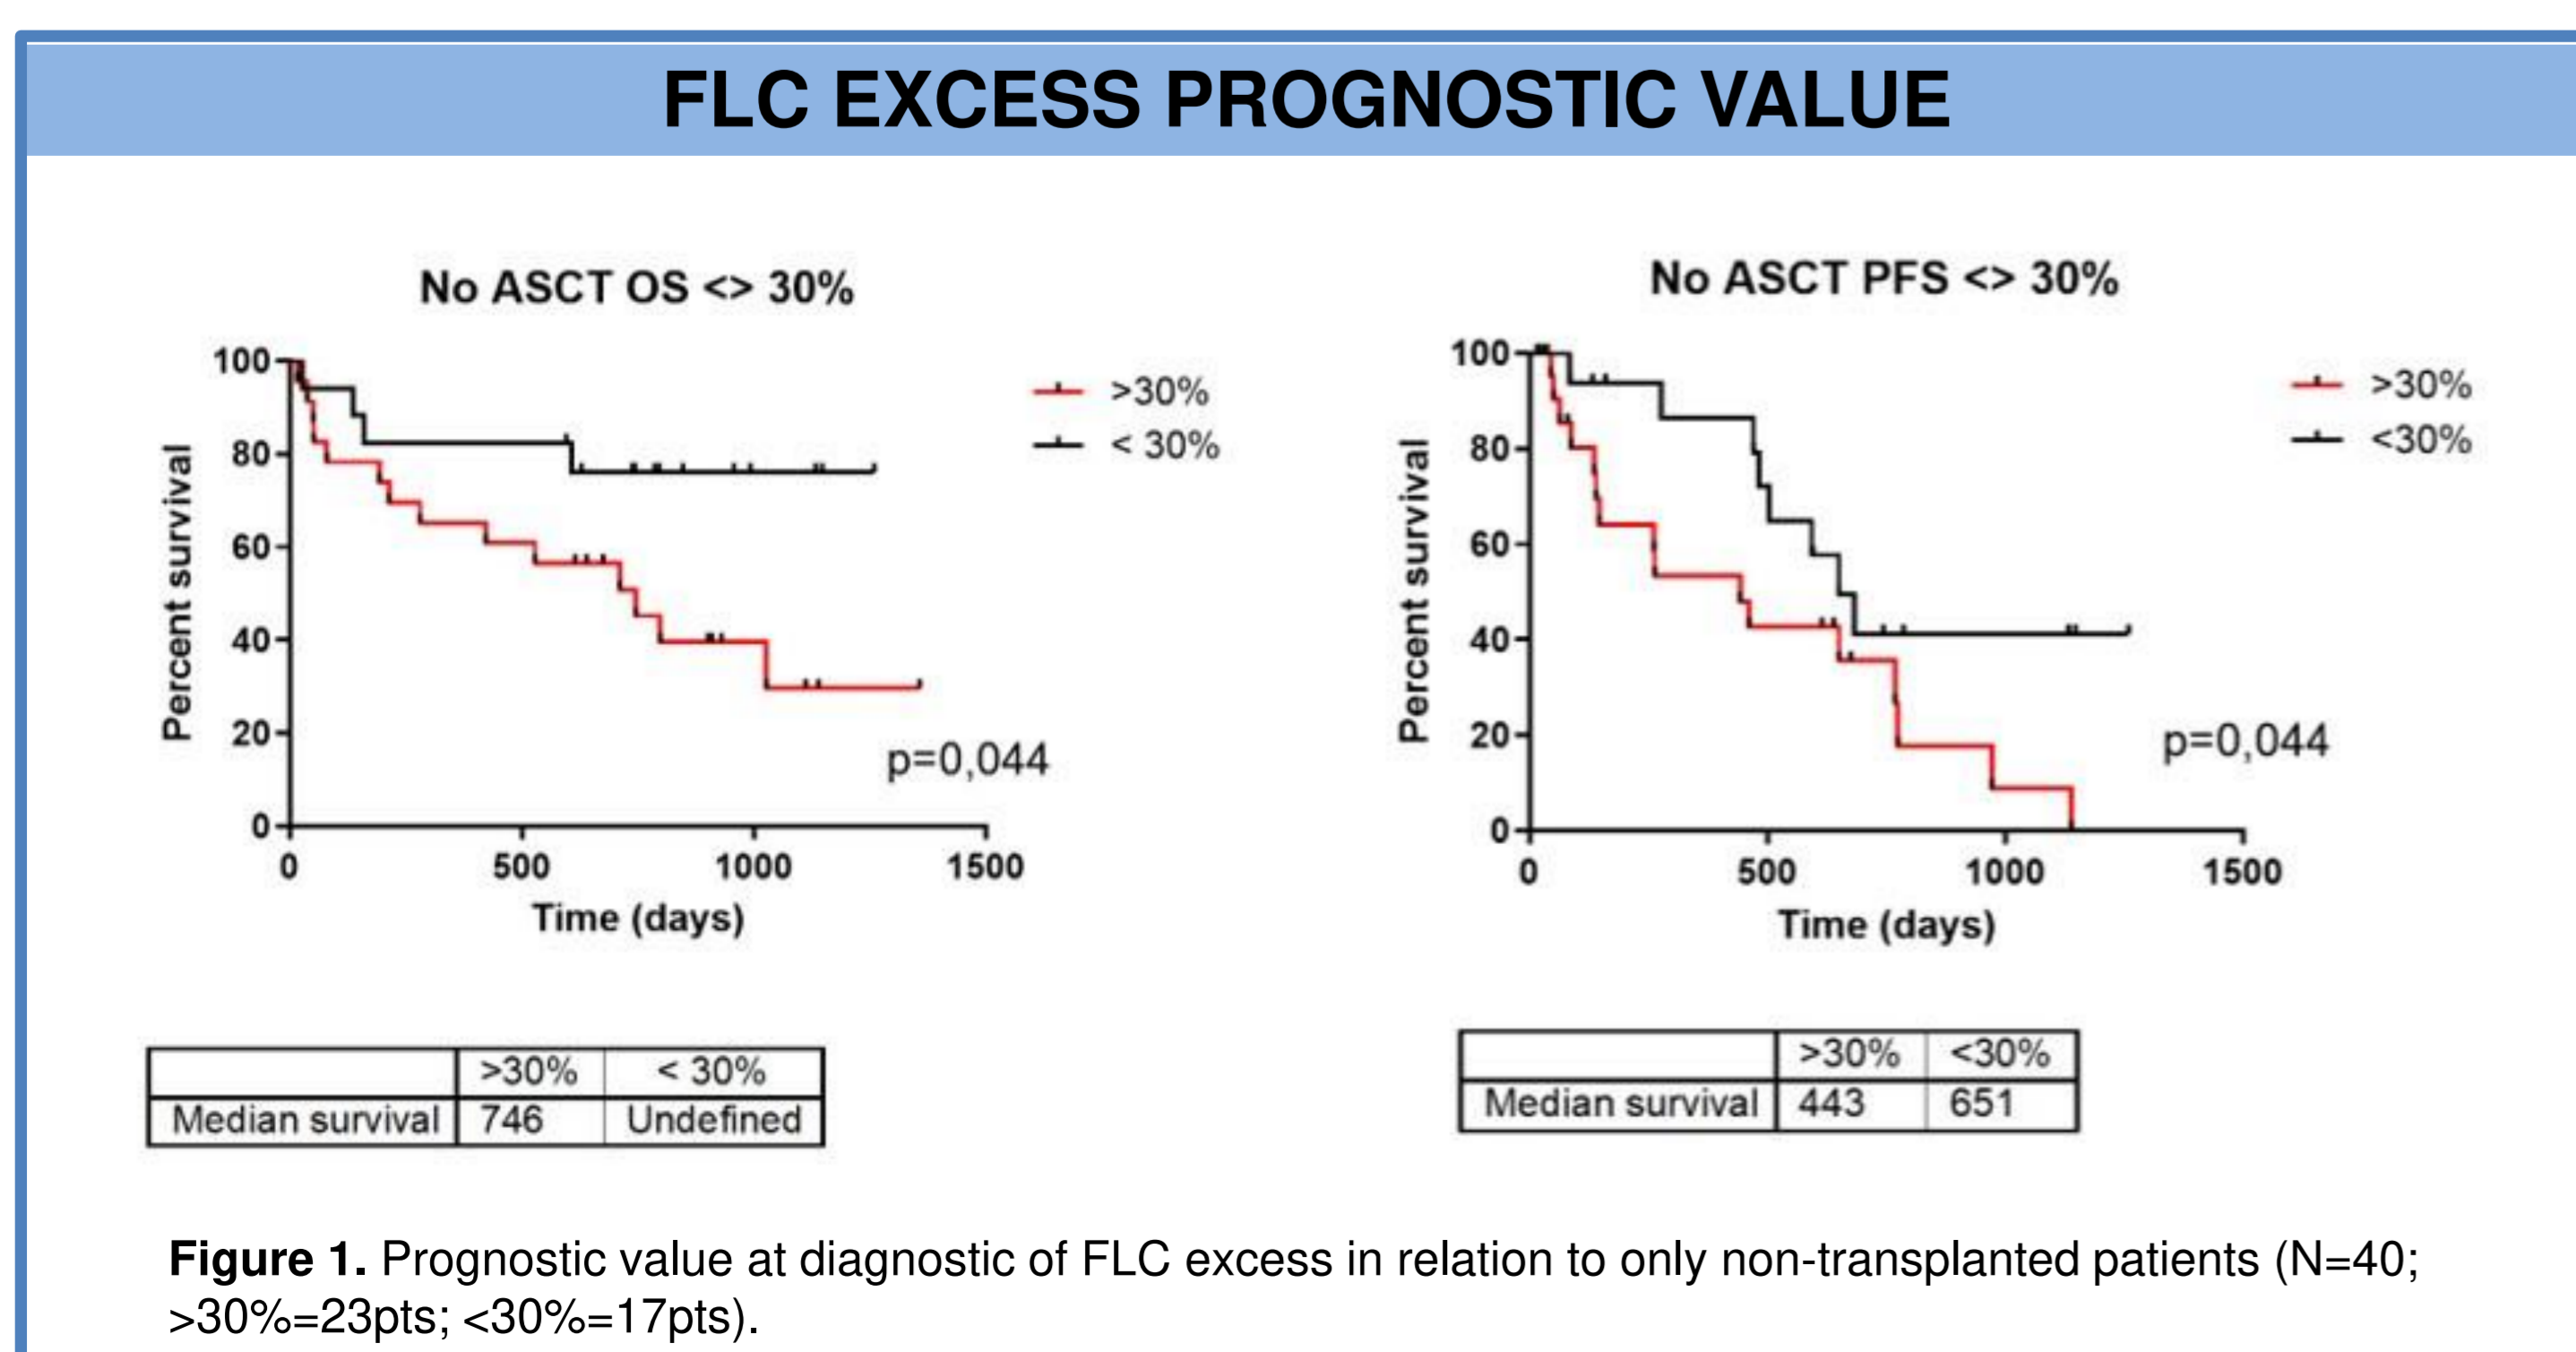 FLC EXCESS PROGNOSTIC VALUE
No ASCT OS <> 30%
100
80
60
40
20
0
Percent survival
0 500 1000 1500
Time (days)
>30%
< 30%
p=0,044
>30% < 30%
Median survival 746 Undefined
No ASCT PFS <> 30%
100
80
60
40
20
0
Percent survival
0 500 1000 1500
Time (days)
>30%
<30%
p=0,044
>30% <30%
Median survival 443 651
Figure 1. Prognostic value at diagnostic of FLC excess in relation to only non-transplanted patients (N=40;
>30%=23pts; <30%=17pts).